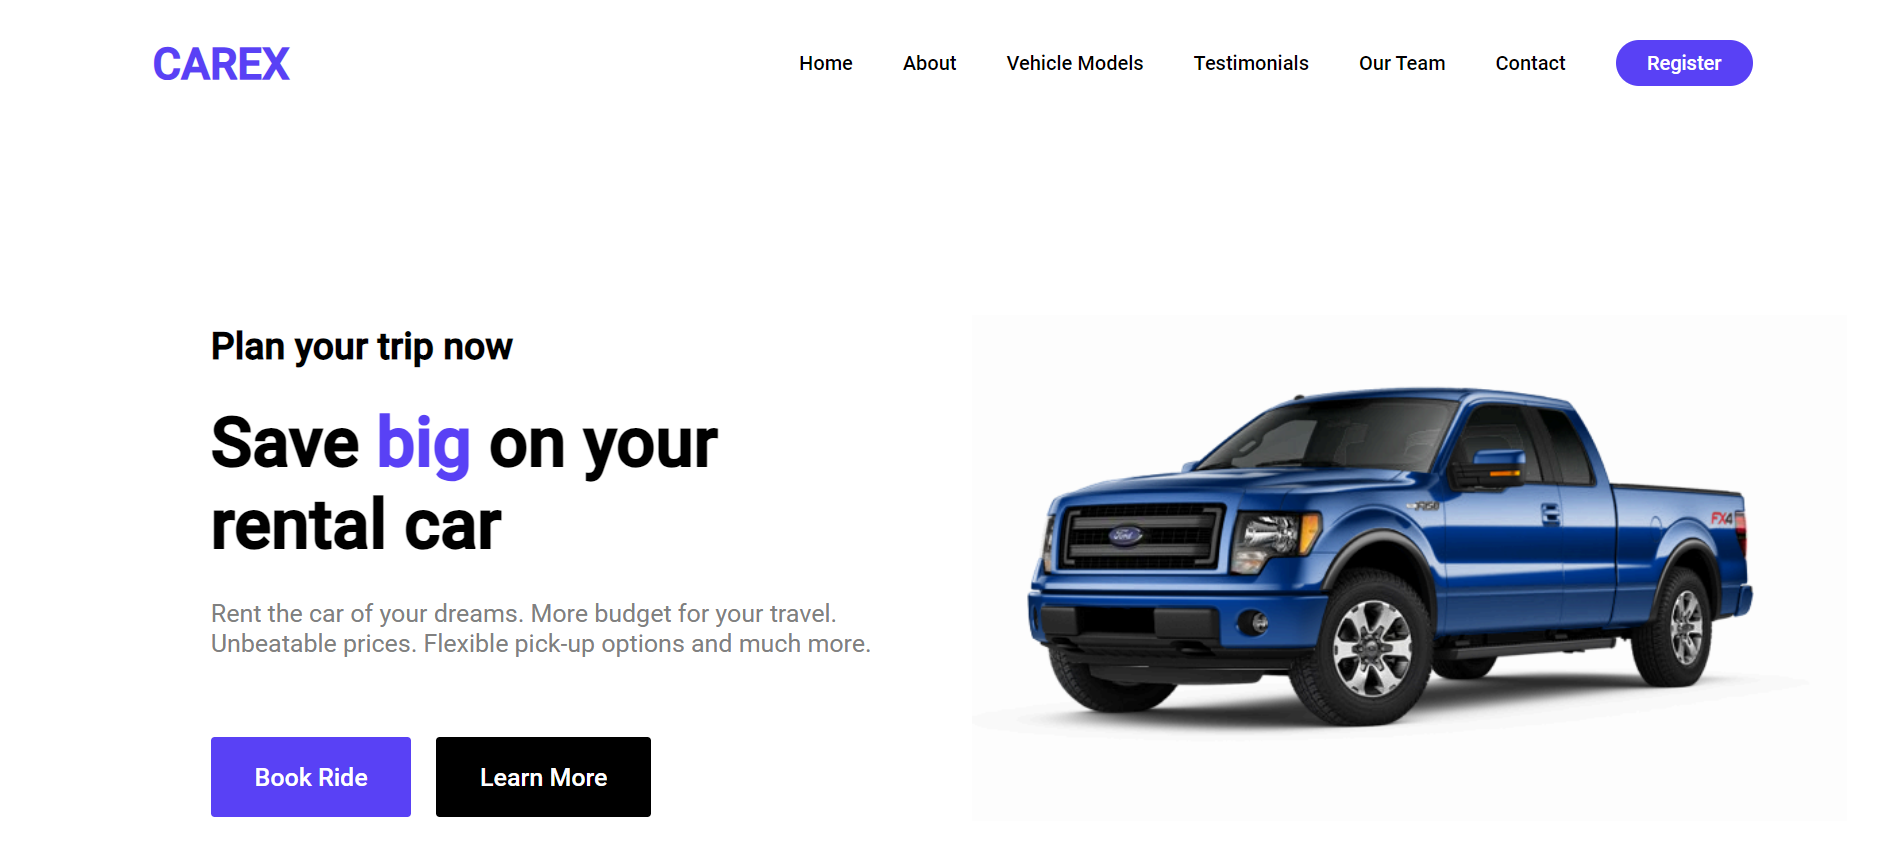 CAREX
Home About Vehicle Models Testimonials Our Team Contact Register
Plan your trip now
Save big on your
rental car
Rent the car of your dreams. More budget for your travel.
Unbeatable prices. Flexible pick-up options and much more.
Book Ride Learn More
Ford
F150
FX4